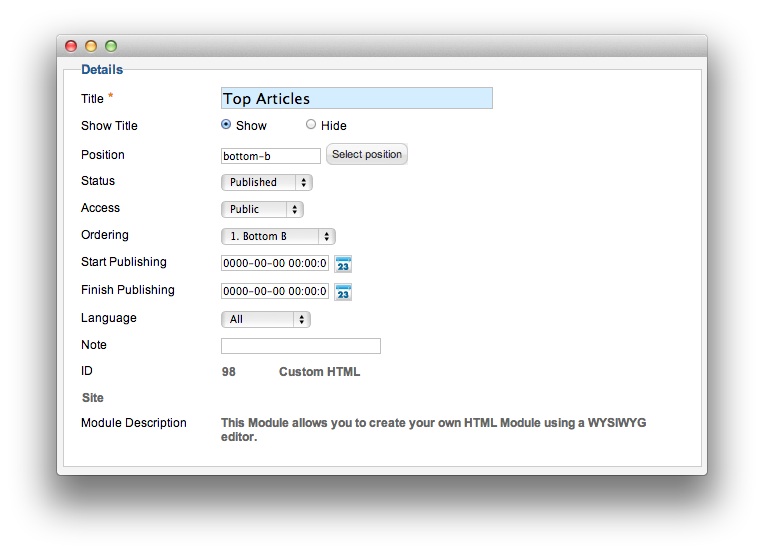 Details
Title * Top Articles
Show Title Show Hide
Position bottom-b Select position
Status Published
Access Public
Ordering 1. Bottom B
Start Publishing 0000-00-00 00:00:0 23
Finish Publishing 0000-00-00 00:00:0 23
Language All
Note
ID 98 Custom HTML
Site
Module Description This Module allows you to create your own HTML Module using a WYSIWYG
editor.